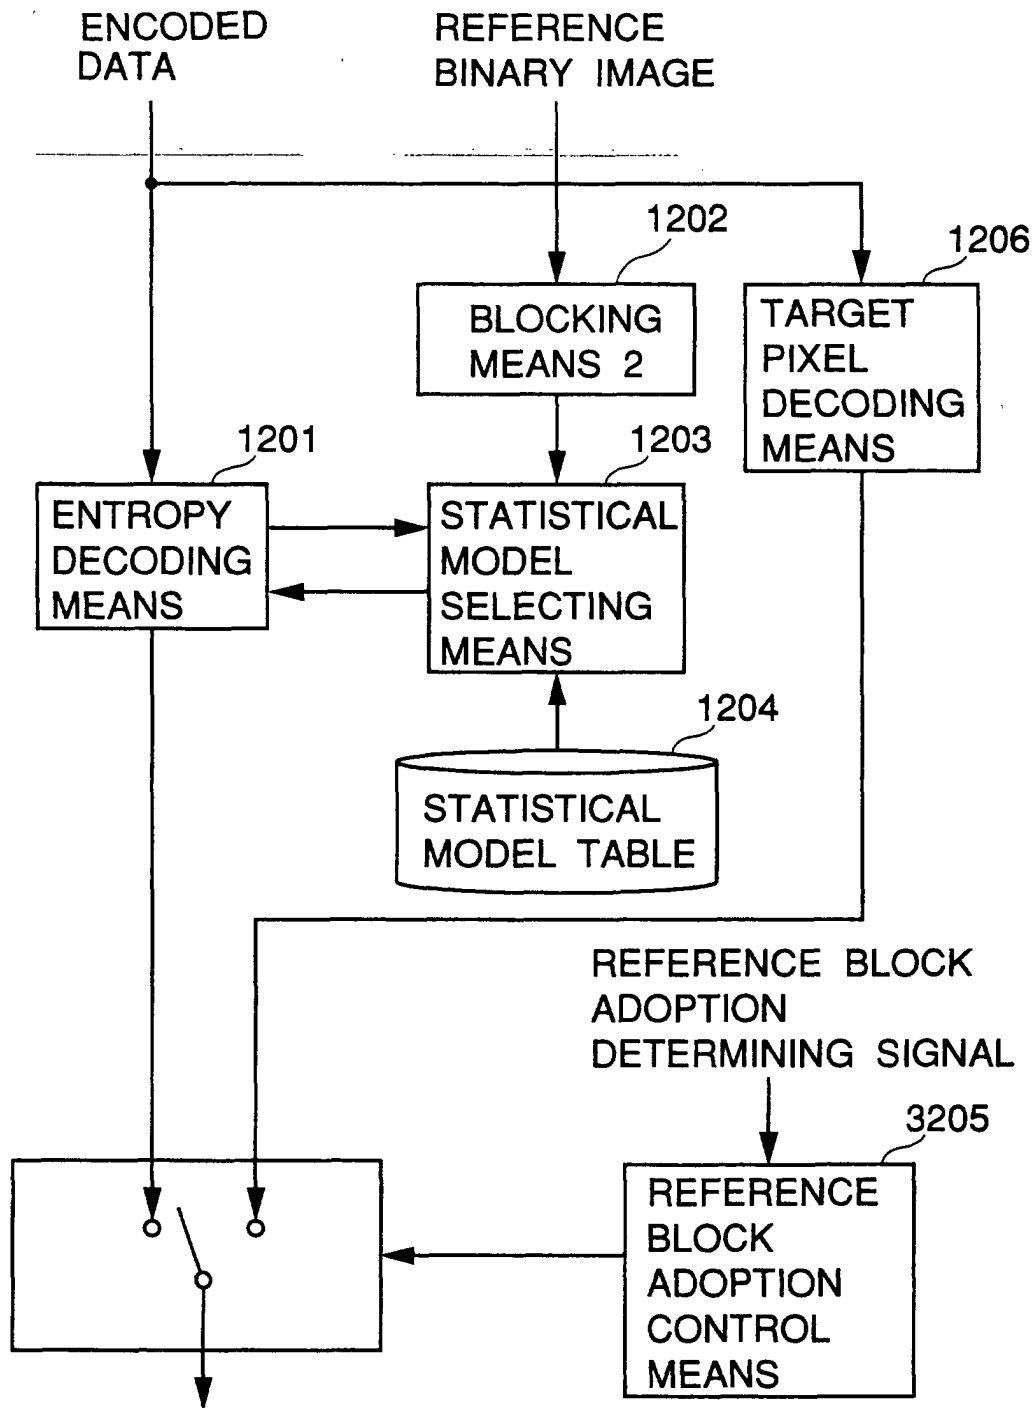 ENCODED
DATA
REFERENCE
BINARY IMAGE
1202
1206
BLOCKING
MEANS 2
TARGET
PIXEL
DECODING
MEANS
1201
1203
ENTROPY
DECODING
MEANS
STATISTICAL
MODEL
SELECTING
MEANS
1204
STATISTICAL
MODEL TABLE
REFERENCE BLOCK
ADOPTION
DETERMINING SIGNAL
3205
REFERENCE
BLOCK
ADOPTION
CONTROL
MEANS